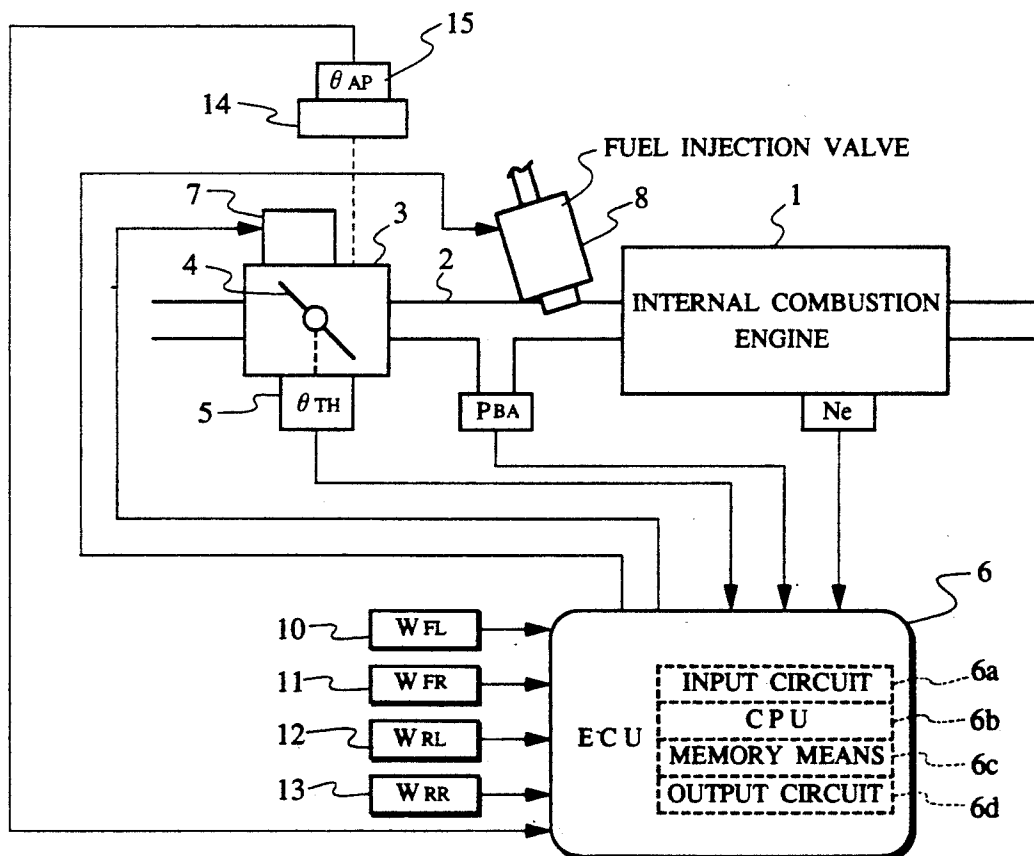 15
θAP
14
FUEL INJECTION VALVE
7
8
1
3
4
2
INTERNAL COMBUSTION
ENGINE
5
θTH
PBA
Ne
6
10
WFL
11
WFR
INPUT CIRCUIT
6a
CPU
6b
12
WRL
ECU
MEMORY MEANS
6c
13
WRR
OUTPUT CIRCUIT
6d